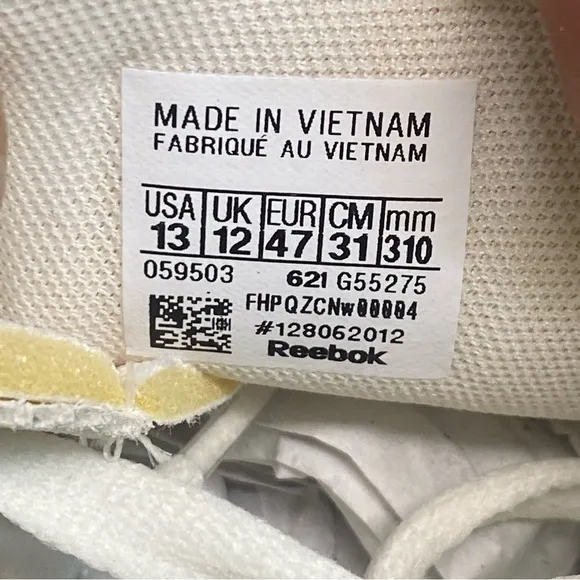 MADE IN VIETNAM
FABRIQUÉ AU VIETNAM
USA UK EUR CM mm
13 12 47 31 310
059503 621 G55275
FHPQZCNw00004
#128062012
Reebok